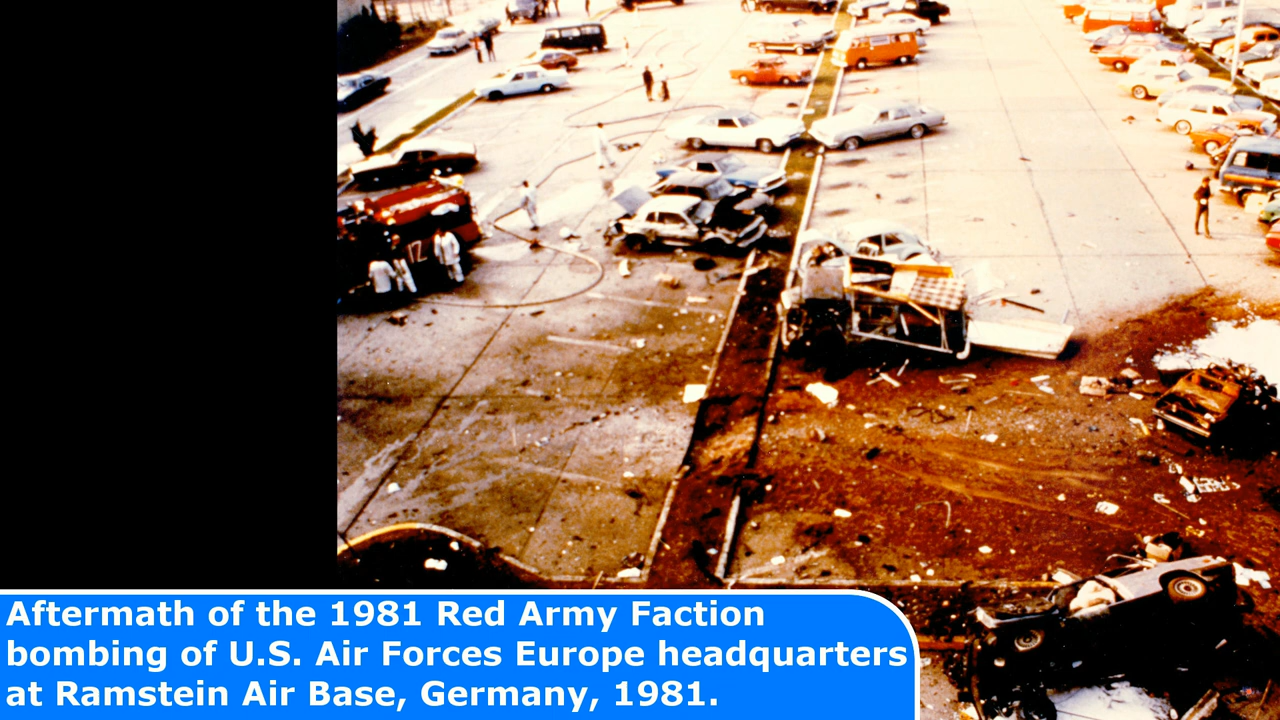 12
Aftermath of the 1981 Red Army Faction
bombing of U.S. Air Forces Europe headquarters
at Ramstein Air Base, Germany, 1981.